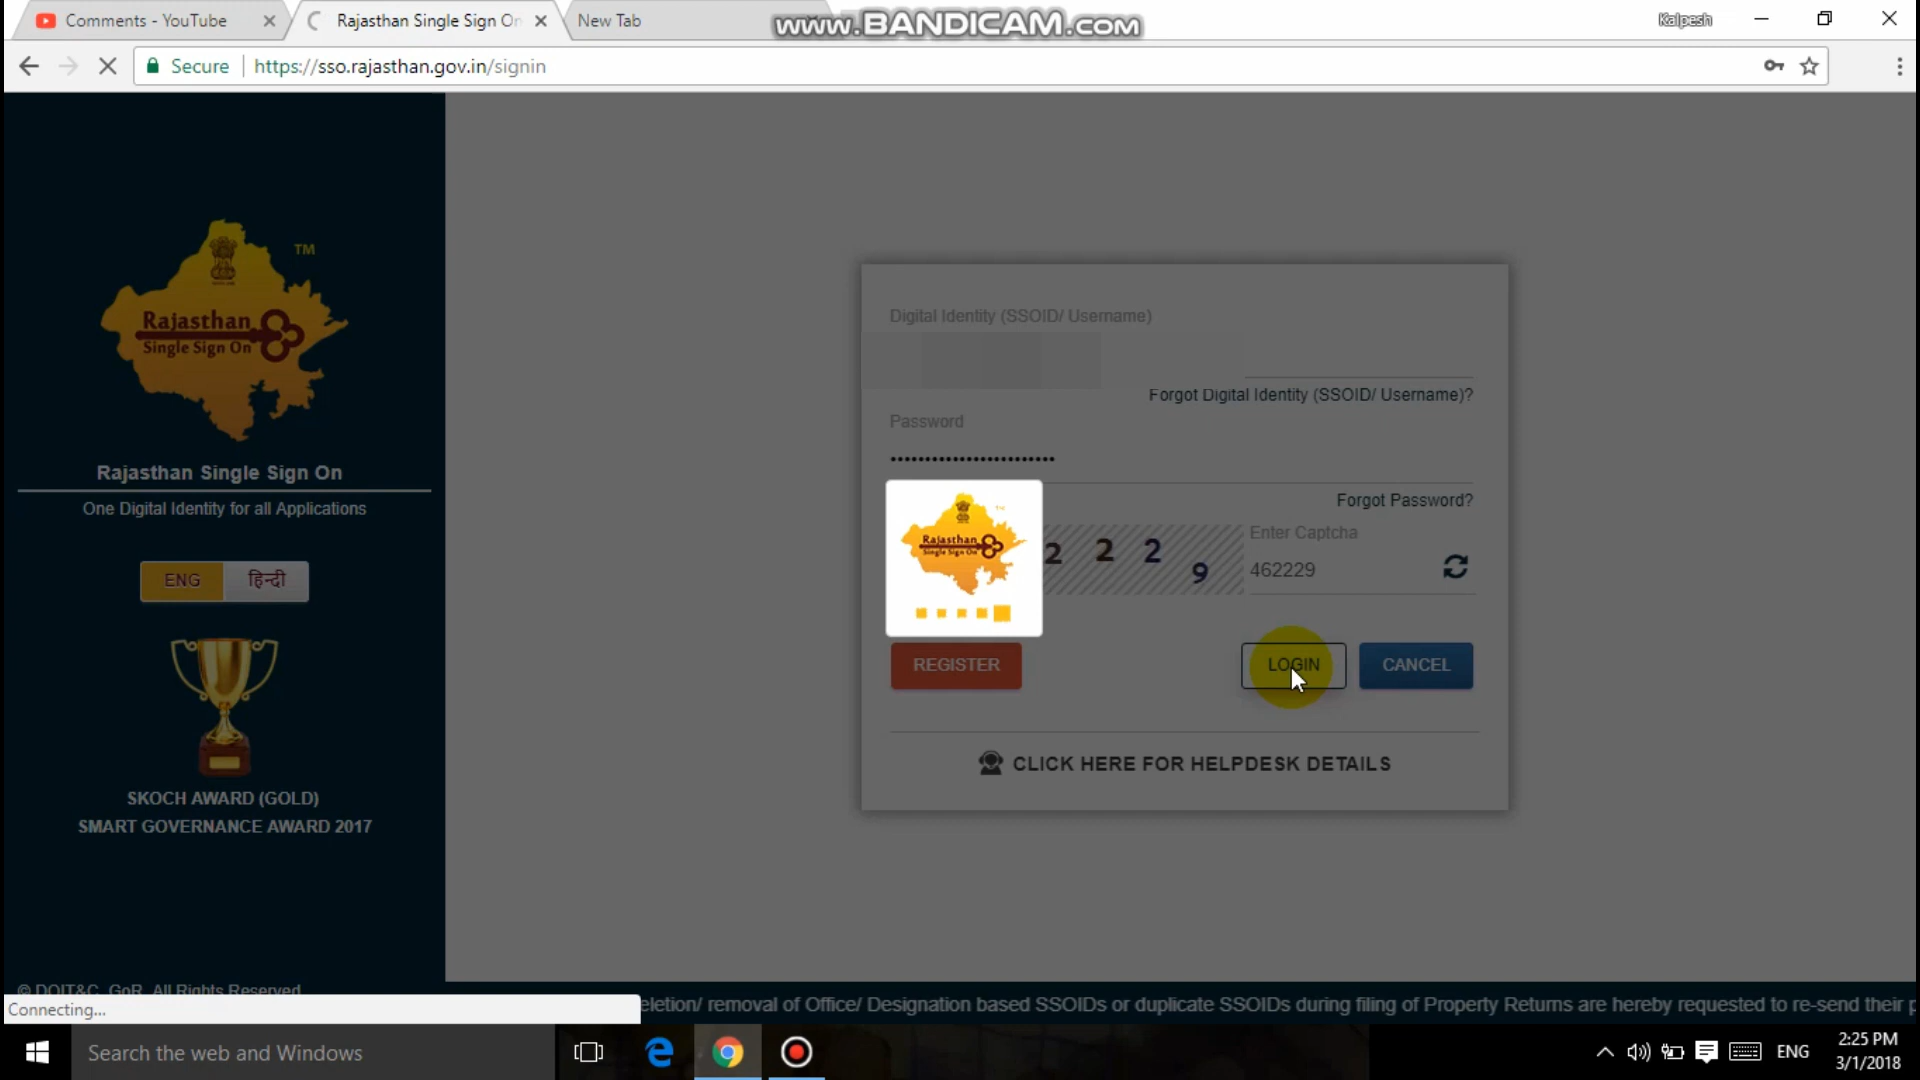 Comments - YouTube
Rajasthan Single Sign On
New Tab
www.BANDICAM.com
Kalpesh
Secure
https://sso.rajasthan.gov.in/signin
TM
Rajasthan
Single Sign On
Rajasthan Single Sign On
One Digital Identity for all Applications
ENG
हिन्दी
SKOCH AWARD (GOLD)
SMART GOVERNANCE AWARD 2017
© DOIT&C, GoR. All Rights Reserved
Digital Identity (SSOID/ Username)
Forgot Digital Identity (SSOID/ Username)?
Password
Forgot Password?
Rajasthan
Single Sign On
2 2 2 9
Enter Captcha
462229
REGISTER
LOGIN
CANCEL
CLICK HERE FOR HELPDESK DETAILS
Connecting...
eletion/ removal of Office/ Designation based SSOIDs or duplicate SSOIDs during filing of Property Returns are hereby requested to re-send their p
Search the web and Windows
ENG
2:25 PM
3/1/2018